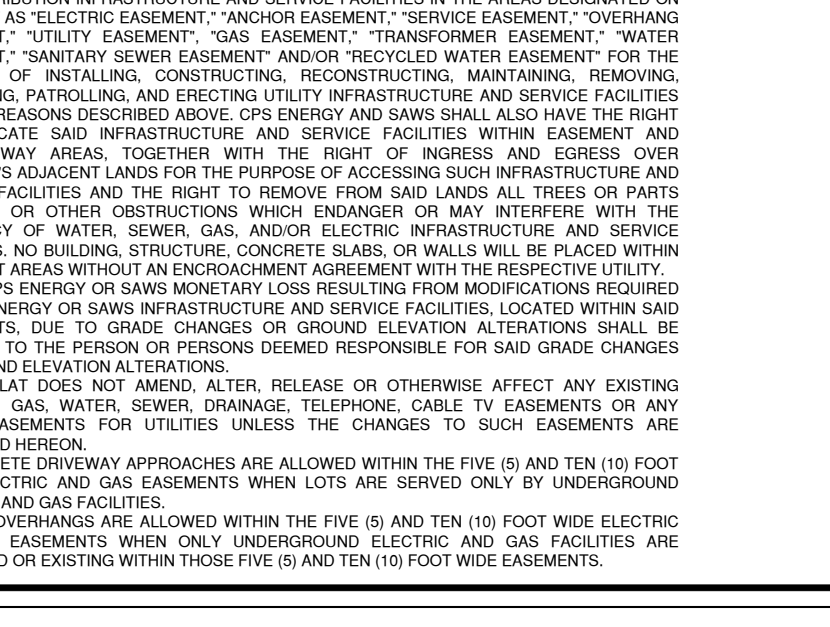 INFRASTRUCTURE AND SERVICE FACILITIES IN THE AREAS DESIGNATED ON
AS "ELECTRIC EASEMENT," "ANCHOR EASEMENT," "SERVICE EASEMENT," "OVERHANG
"UTILITY EASEMENT", "GAS EASEMENT," "TRANSFORMER EASEMENT," "WATER
"SANITARY SEWER EASEMENT" AND/OR "RECYCLED WATER EASEMENT" FOR THE
OF INSTALLING, CONSTRUCTING, RECONSTRUCTING, MAINTAINING, REMOVING,
NG, PATROLLING, AND ERECTING UTILITY INFRASTRUCTURE AND SERVICE FACILITIES
REASONS DESCRIBED ABOVE. CPS ENERGY AND SAWS SHALL ALSO HAVE THE RIGHT
CATE SAID INFRASTRUCTURE AND SERVICE FACILITIES WITHIN EASEMENT AND
WAY AREAS, TOGETHER WITH THE RIGHT OF INGRESS AND EGRESS OVER
'S ADJACENT LANDS FOR THE PURPOSE OF ACCESSING SUCH INFRASTRUCTURE AND
FACILITIES AND THE RIGHT TO REMOVE FROM SAID LANDS ALL TREES OR PARTS
OR OTHER OBSTRUCTIONS WHICH ENDANGER OR MAY INTERFERE WITH THE
CY OF WATER, SEWER, GAS, AND/OR ELECTRIC INFRASTRUCTURE AND SERVICE
S. NO BUILDING, STRUCTURE, CONCRETE SLABS, OR WALLS WILL BE PLACED WITHIN
T AREAS WITHOUT AN ENCROACHMENT AGREEMENT WITH THE RESPECTIVE UTILITY.
PS ENERGY OR SAWS MONETARY LOSS RESULTING FROM MODIFICATIONS REQUIRED
NERGY OR SAWS INFRASTRUCTURE AND SERVICE FACILITIES, LOCATED WITHIN SAID
TS, DUE TO GRADE CHANGES OR GROUND ELEVATION ALTERATIONS SHALL BE
TO THE PERSON OR PERSONS DEEMED RESPONSIBLE FOR SAID GRADE CHANGES
ND ELEVATION ALTERATIONS.
LAT DOES NOT AMEND, ALTER, RELEASE OR OTHERWISE AFFECT ANY EXISTING
GAS, WATER, SEWER, DRAINAGE, TELEPHONE, CABLE TV EASEMENTS OR ANY
ASEMENTS FOR UTILITIES UNLESS THE CHANGES TO SUCH EASEMENTS ARE
D HEREON.
ETE DRIVEWAY APPROACHES ARE ALLOWED WITHIN THE FIVE (5) AND TEN (10) FOOT
CTRIC AND GAS EASEMENTS WHEN LOTS ARE SERVED ONLY BY UNDERGROUND
AND GAS FACILITIES.
OVERHANGS ARE ALLOWED WITHIN THE FIVE (5) AND TEN (10) FOOT WIDE ELECTRIC
EASEMENTS WHEN ONLY UNDERGROUND ELECTRIC AND GAS FACILITIES ARE
D OR EXISTING WITHIN THOSE FIVE (5) AND TEN (10) FOOT WIDE EASEMENTS.